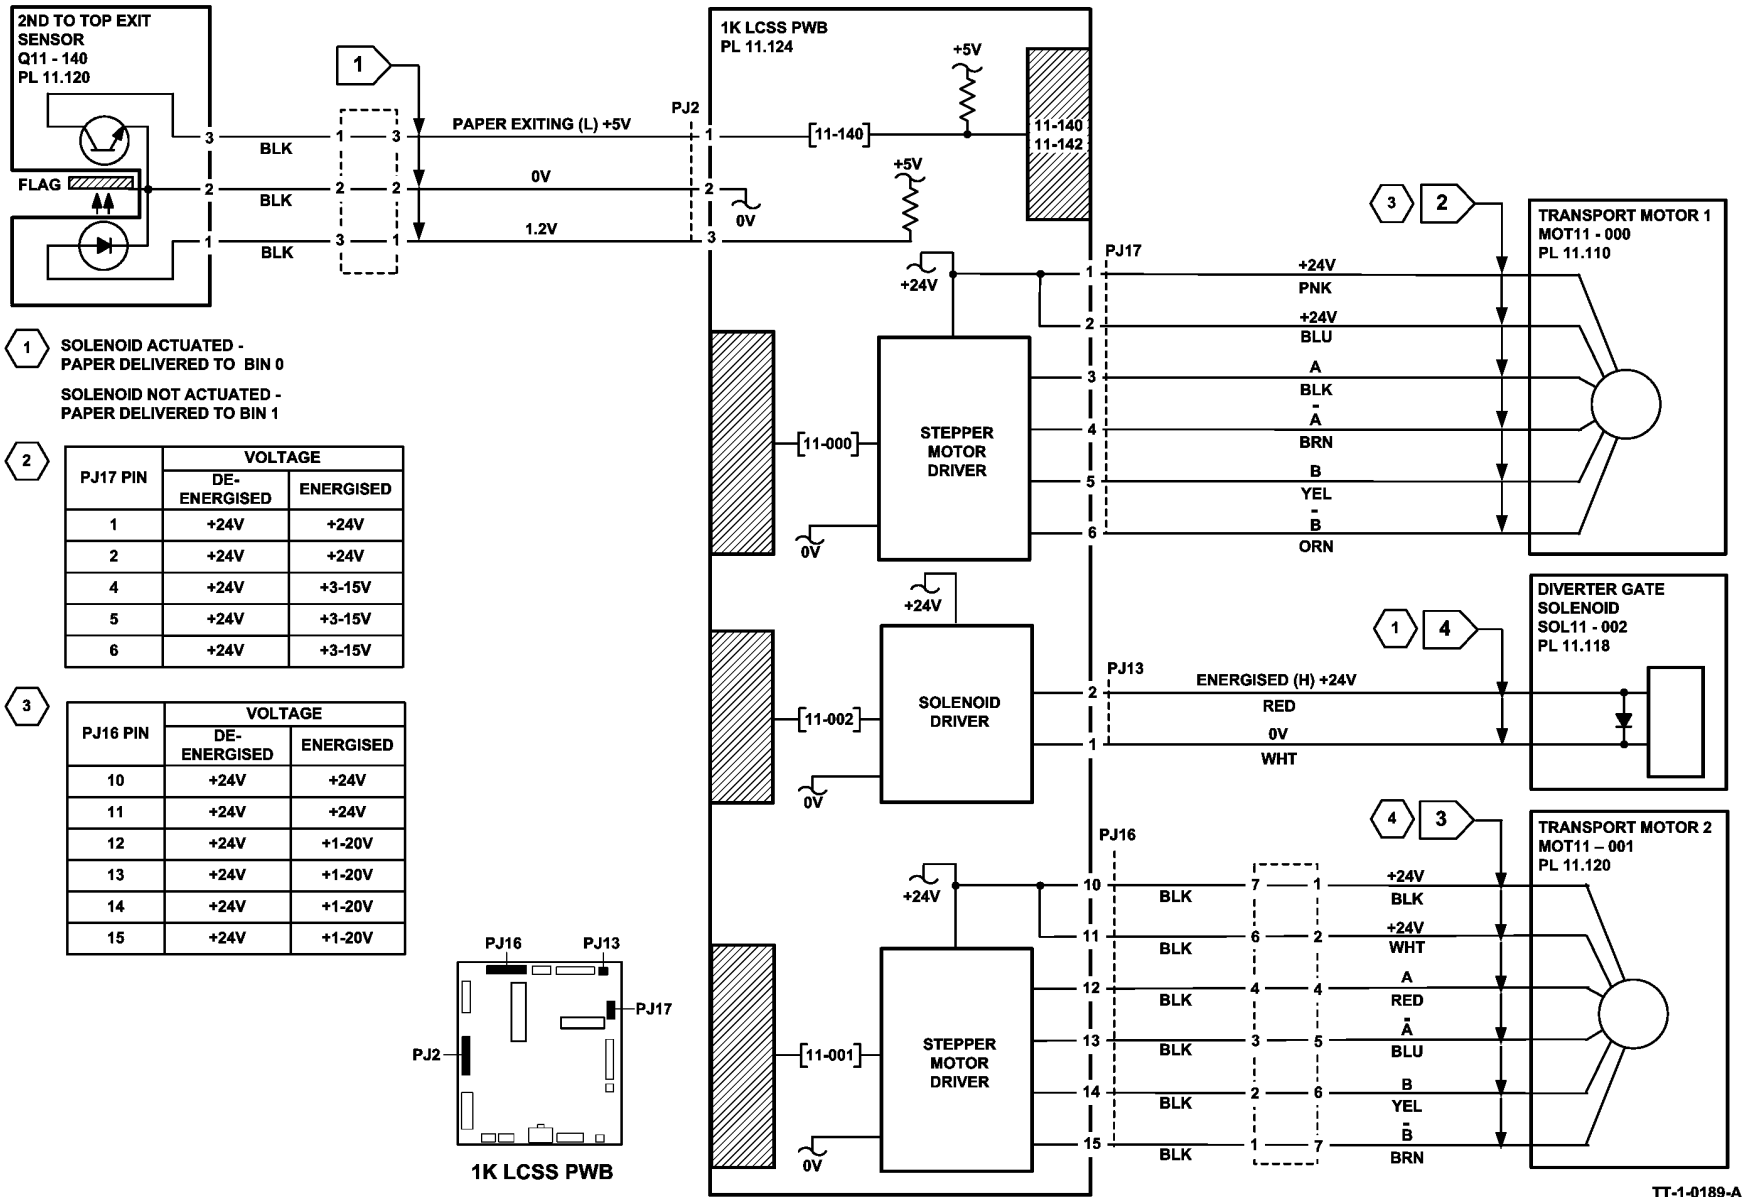 2ND TO TOP EXIT
SENSOR
Q11 - 140
PL 11.120
FLAG
3
2
1
BLK
BLK
BLK
1
2
3
3
2
1
1
PAPER EXITING (L) +5V
0V
1.2V
PJ2
1
2
3
1K LCSS PWB
PL 11.124
0V
[11-140]
+5V
+5V
11-140
11-142
1
SOLENOID ACTUATED -
PAPER DELIVERED TO BIN 0
SOLENOID NOT ACTUATED -
PAPER DELIVERED TO BIN 1
2
PJ17 PIN
VOLTAGE
DE-
ENERGISED
ENERGISED
1 +24V +24V
2 +24V +24V
4 +24V +3-15V
5 +24V +3-15V
6 +24V +3-15V
3
PJ16 PIN
VOLTAGE
DE-
ENERGISED
ENERGISED
10 +24V +24V
11 +24V +24V
12 +24V +1-20V
13 +24V +1-20V
14 +24V +1-20V
15 +24V +1-20V
PJ16
PJ13
PJ17
PJ2
1K LCSS PWB
[11-000]
+24V
STEPPER
MOTOR
DRIVER
0V
PJ17
1
2
3
4
5
6
+24V
PNK
+24V
BLU
A
BLK
A̅
BRN
B
YEL
B̅
ORN
3
2
TRANSPORT MOTOR 1
MOT11 - 000
PL 11.110
[11-002]
+24V
SOLENOID
DRIVER
0V
PJ13
2
1
ENERGISED (H) +24V
RED
0V
WHT
1
4
DIVERTER GATE
SOLENOID
SOL11 - 002
PL 11.118
[11-001]
+24V
STEPPER
MOTOR
DRIVER
0V
PJ16
10
11
12
13
14
15
BLK
BLK
BLK
BLK
BLK
BLK
7
6
4
3
2
1
1
2
4
5
6
7
+24V
BLK
+24V
WHT
A
RED
A̅
BLU
B
YEL
B̅
BRN
4
3
TRANSPORT MOTOR 2
MOT11 – 001
PL 11.120
TT-1-0189-A